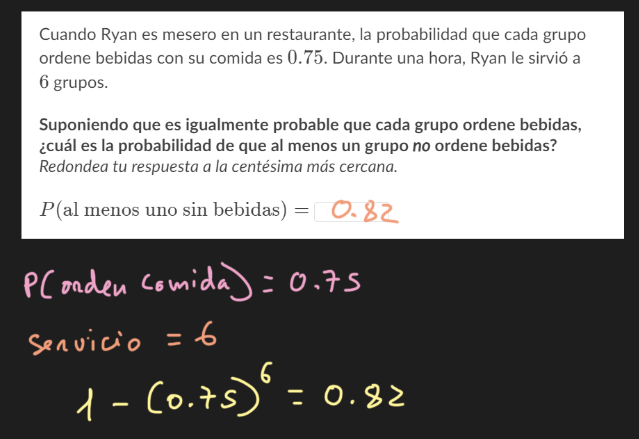 Cuando Ryan es mesero en un restaurante, la probabilidad que cada grupo
ordene bebidas con su comida es 0.75. Durante una hora, Ryan le sirvió a
6 grupos.
Suponiendo que es igualmente probable que cada grupo ordene bebidas,
¿cuál es la probabilidad de que al menos un grupo no ordene bebidas?
Redondea tu respuesta a la centésima más cercana.
P(al menos uno sin bebidas) = 0.82
P(orden comida) = 0.75
servicio = 6
1 - (0.75)^6 = 0.82